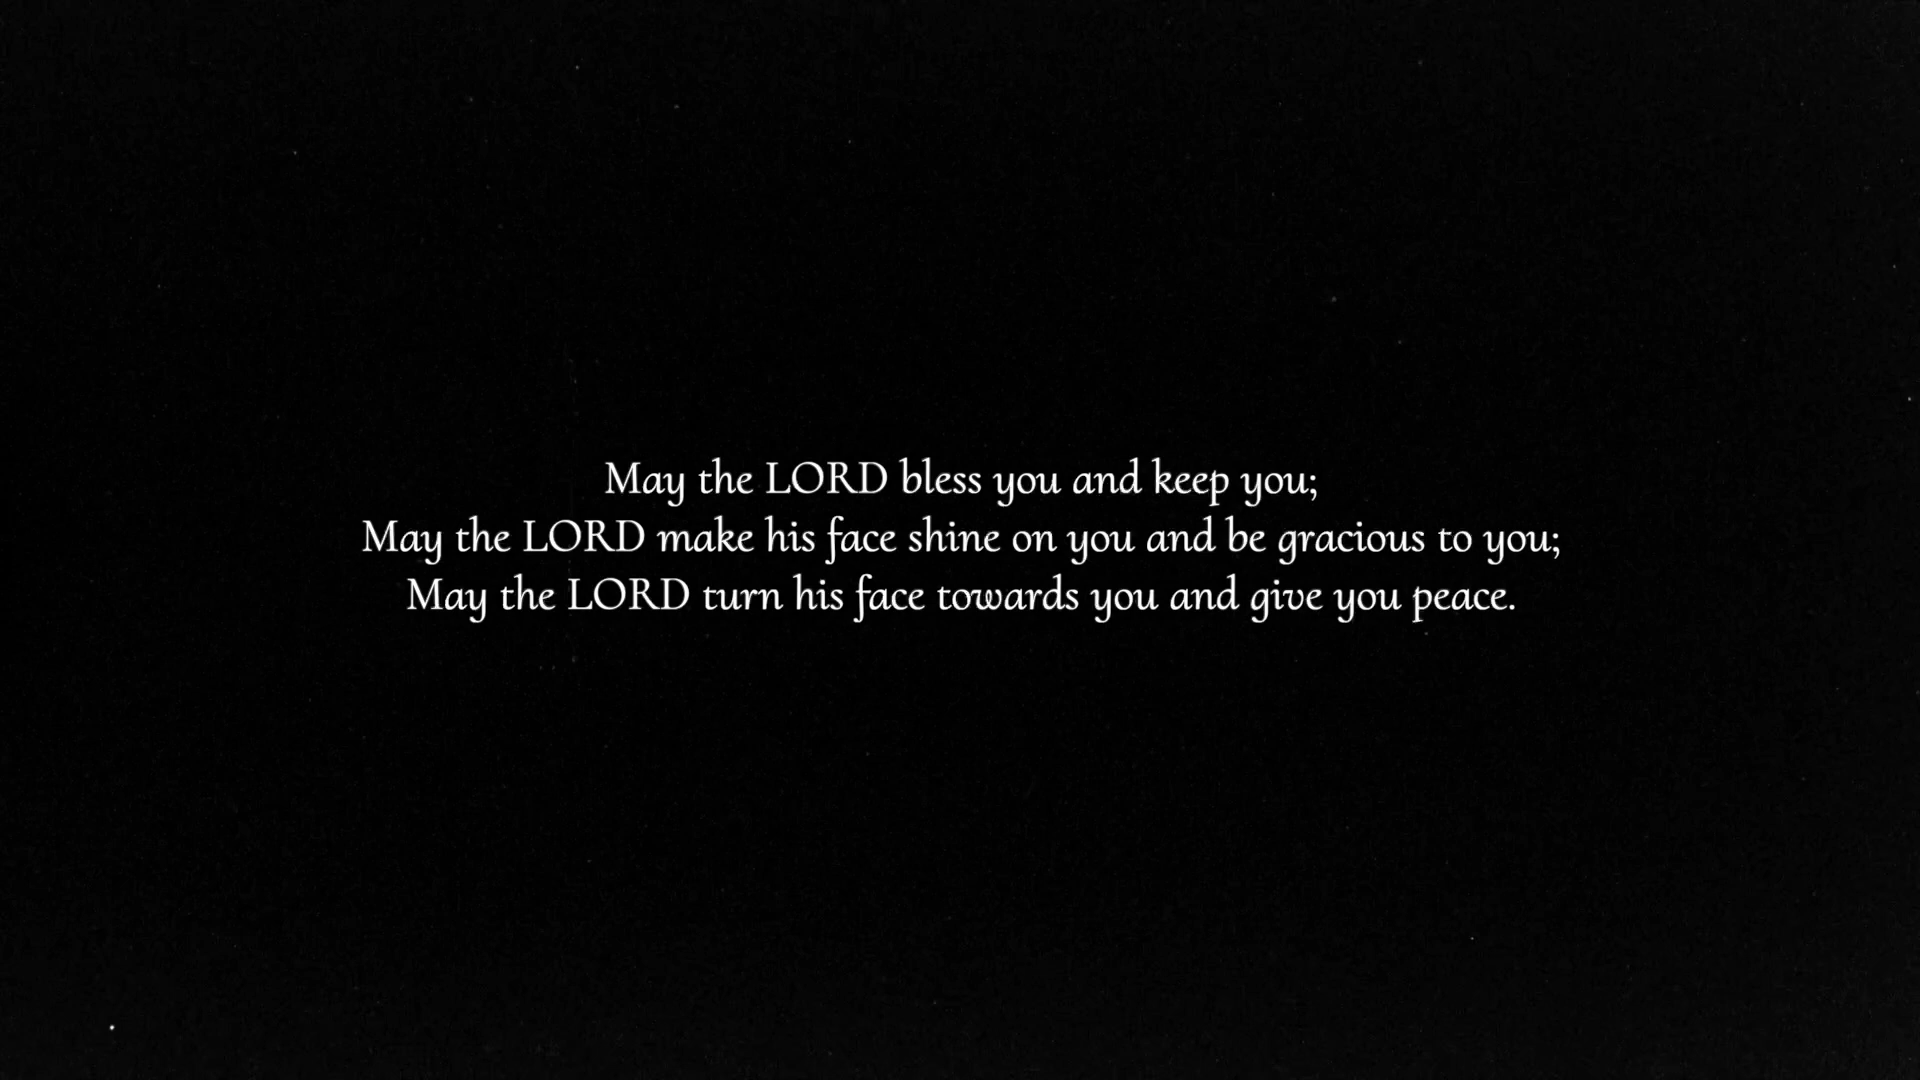 May the LORD bless you and keep you;
May the LORD make his face shine on you and be gracious to you;
May the LORD turn his face towards you and give you peace.